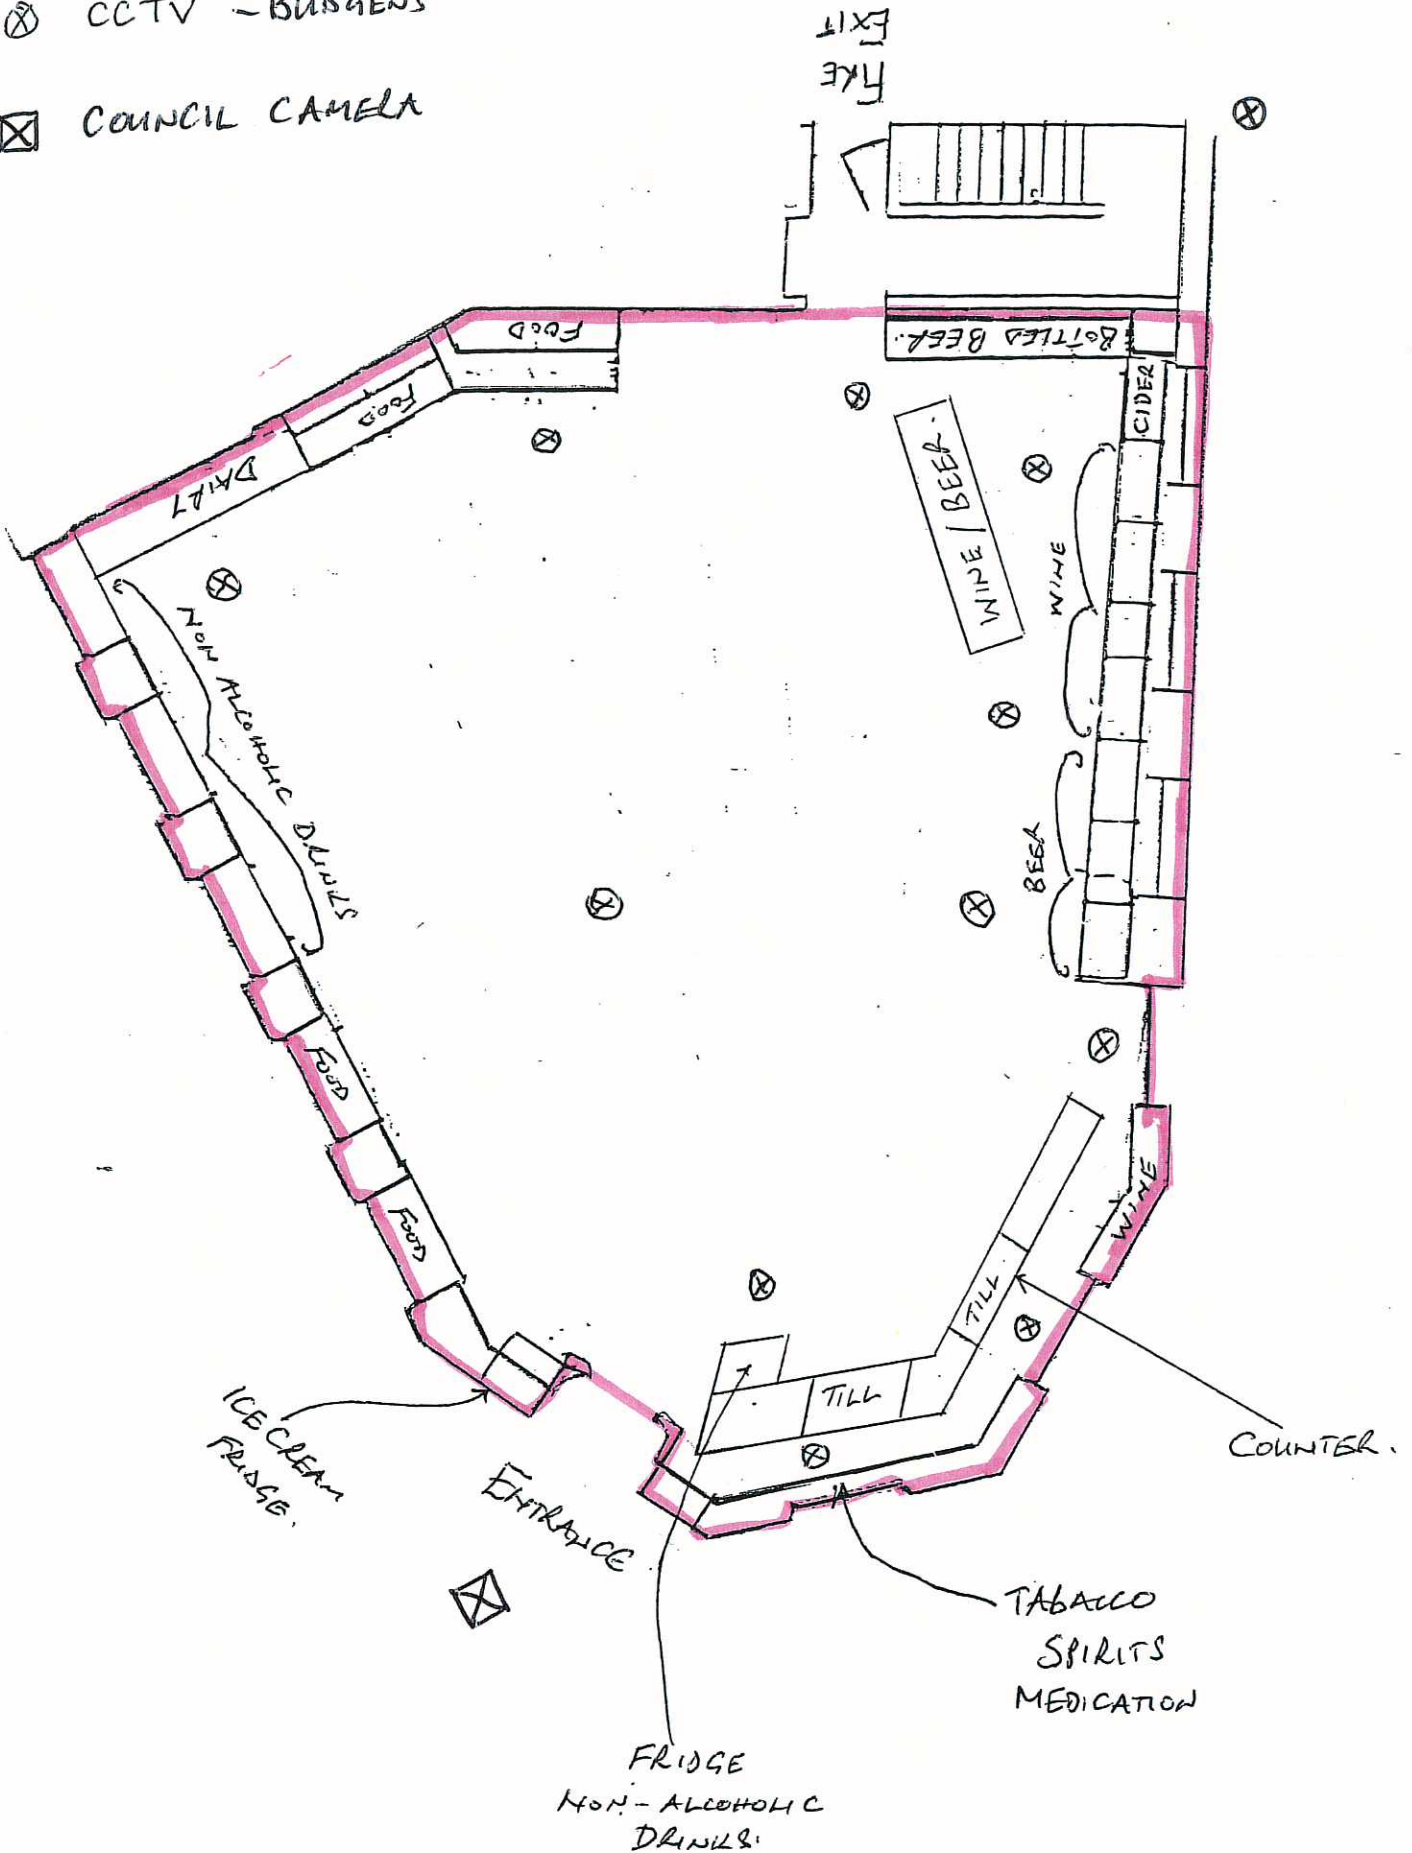 CCTV - BUDGENS
COUNCIL CAMERA
FIRE
EXIT
FOOD
BOTTLED BEER.
FOOD
CIDER
DAIRY
WINE / BEER.
WINE
NON ALCOHOLIC DRINKS
BEER
FOOD
WINE
FOOD
TILL
TILL
ICE CREAM
FRIDGE.
COUNTER.
ENTRANCE
TABACCO
SPIRITS
MEDICATION
FRIDGE
NON-ALCOHOLIC
DRINKS.